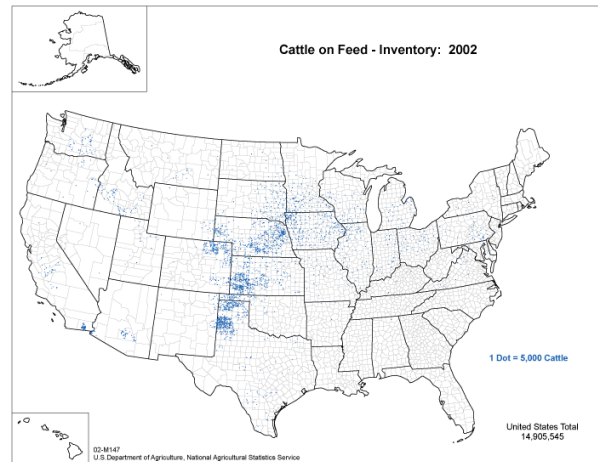 Cattle on Feed - Inventory: 2002
1 Dot = 5,000 Cattle
United States Total
14,905,545
02-M147
U.S.Department of Agriculture, National Agricultural Statistics Service